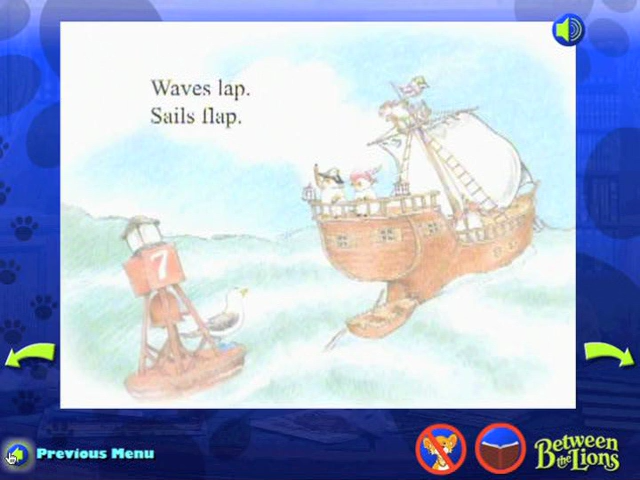 Waves lap.
Sails flap.
7
Previous Menu
Between
the Lions